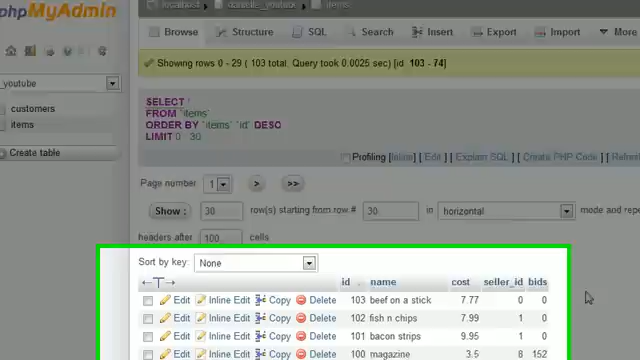 phpMyAdmin
localhost danielle_youtube items
Browse Structure SQL Search Insert Export Import
Showing rows 0 - 29 ( 103 total, Query took 0.0025 sec) [id: 103 - 74]
_youtube
customers
items
Create table
SELECT *
FROM `items`
ORDER BY `items`.`id` DESC
LIMIT 0 , 30
Profiling [Inline] [ Edit ] [ Explain SQL ] [ Create PHP Code ] [ Refresh
Page number: 1 > >>
Show : 30 row(s) starting from row # 30 in horizontal mode and repe
headers after 100 cells
Sort by key: None
←T→ id name cost seller_id bids
Edit Inline Edit Copy Delete 103 beef on a stick 7.77 0 0
Edit Inline Edit Copy Delete 102 fish n chips 7.99 1 0
Edit Inline Edit Copy Delete 101 bacon strips 9.95 1 0
Edit Inline Edit Copy Delete 100 magazine 3.5 8 152